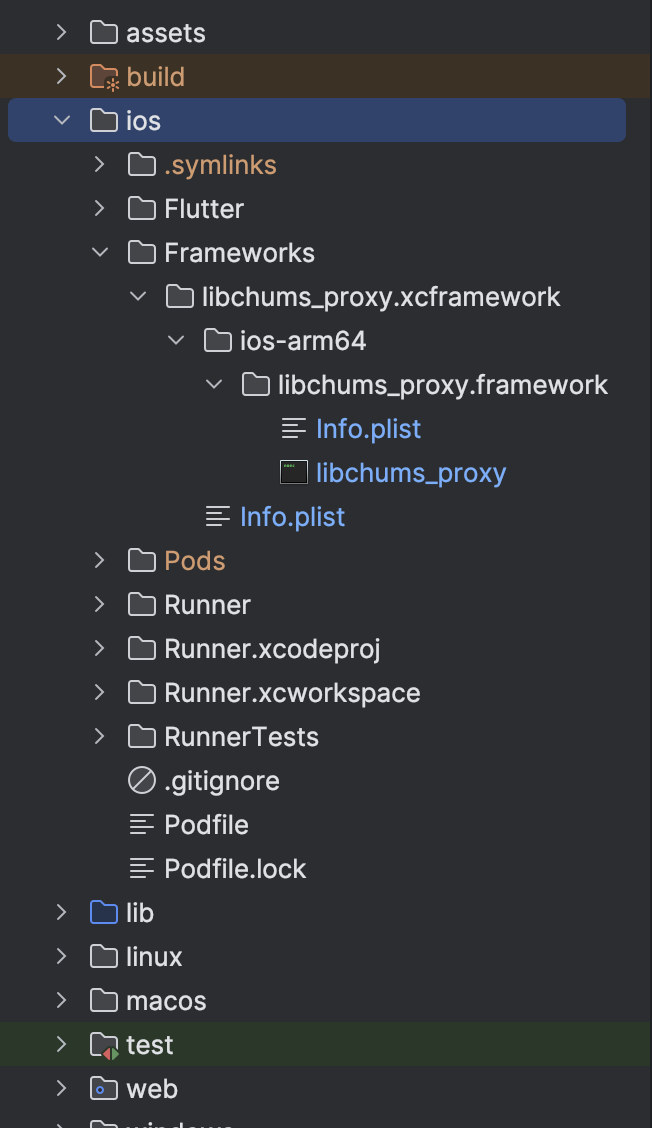 assets
build
ios
.symlinks
Flutter
Frameworks
libchums_proxy.xcframework
ios-arm64
libchums_proxy.framework
Info.plist
libchums_proxy
Info.plist
Pods
Runner
Runner.xcodeproj
Runner.xcworkspace
RunnerTests
.gitignore
Podfile
Podfile.lock
lib
linux
macos
test
web